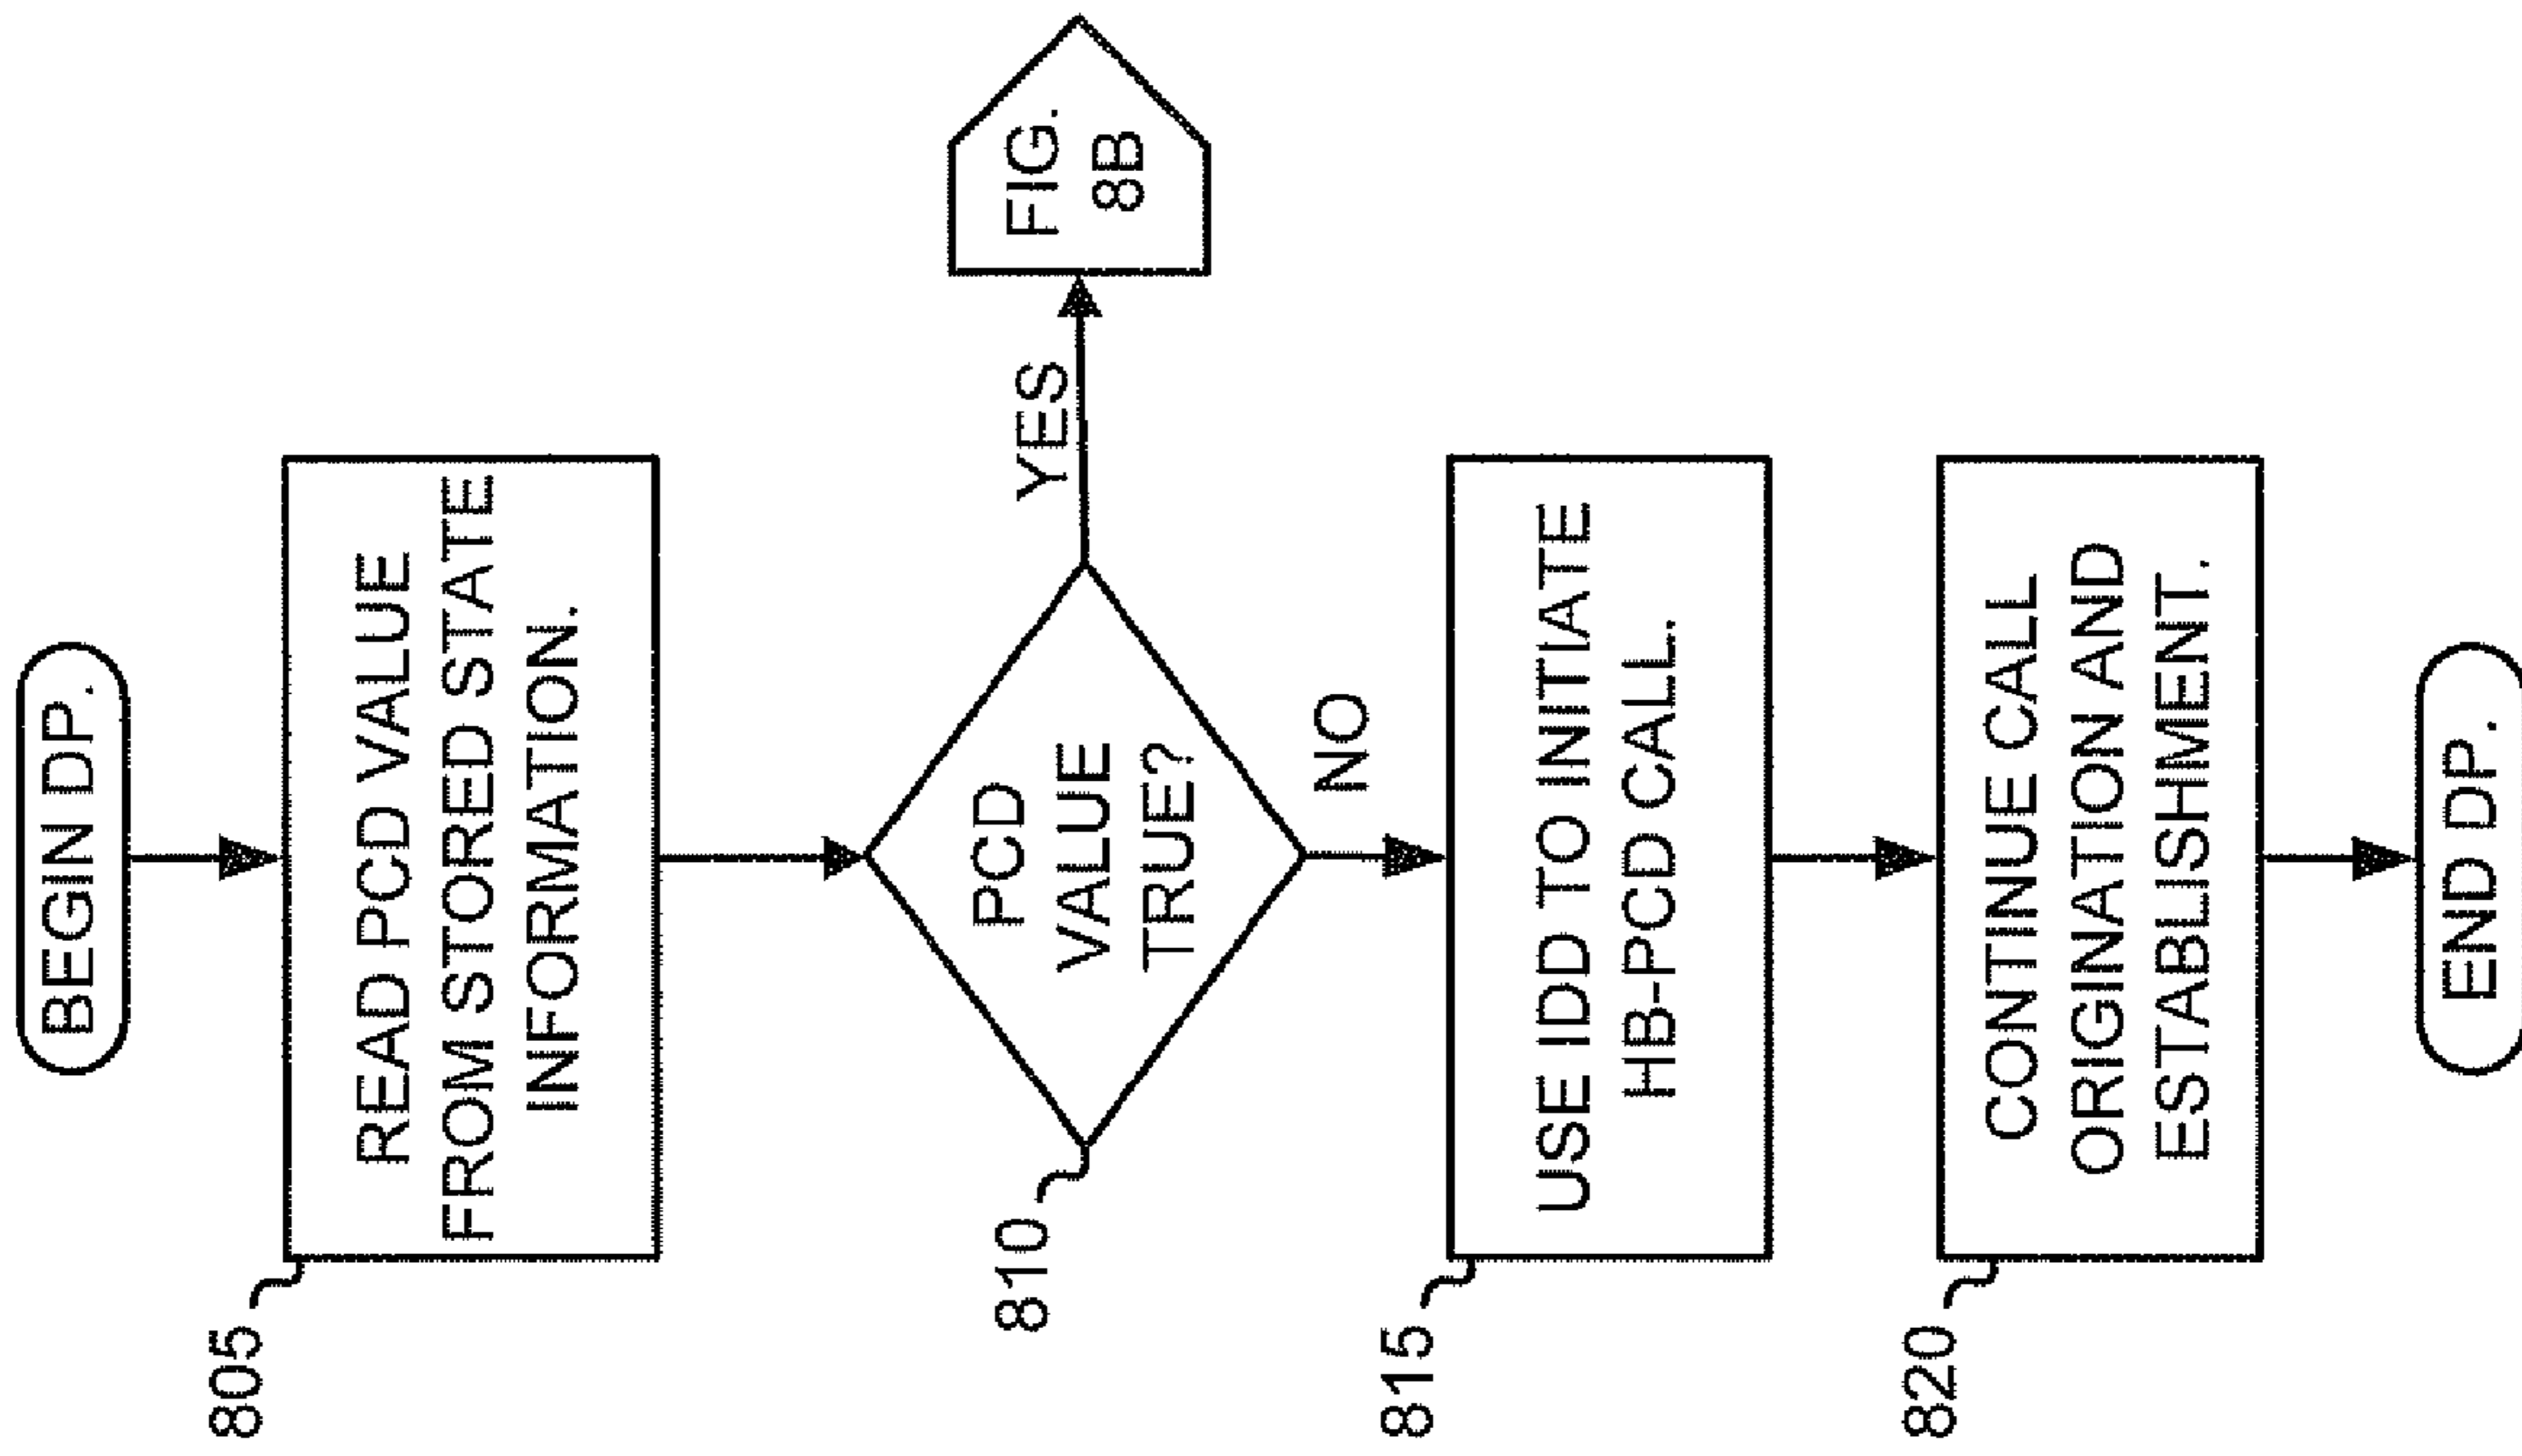 BEGIN DP.
805
READ PCD VALUE
FROM STORED STATE
INFORMATION.
810
PCD
VALUE
TRUE?
YES
FIG.
8B
NO
815
USE IDD TO INITIATE
HB-PCD CALL.
820
CONTINUE CALL
ORIGINATION AND
ESTABLISHMENT.
END DP.